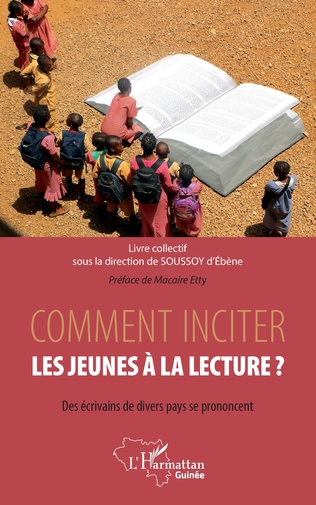 Livre collectif
sous la direction de SOUSSOY d'Ébène
Préface de Macaire Etty
COMMENT INCITER
LES JEUNES À LA LECTURE ?
Des écrivains de divers pays se prononcent
L'Harmattan
Guinée